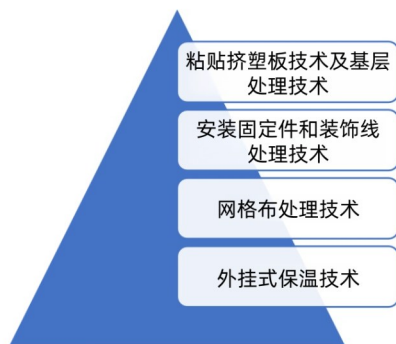 粘贴挤塑板技术及基层
处理技术
安装固定件和装饰线
处理技术
网格布处理技术
外挂式保温技术